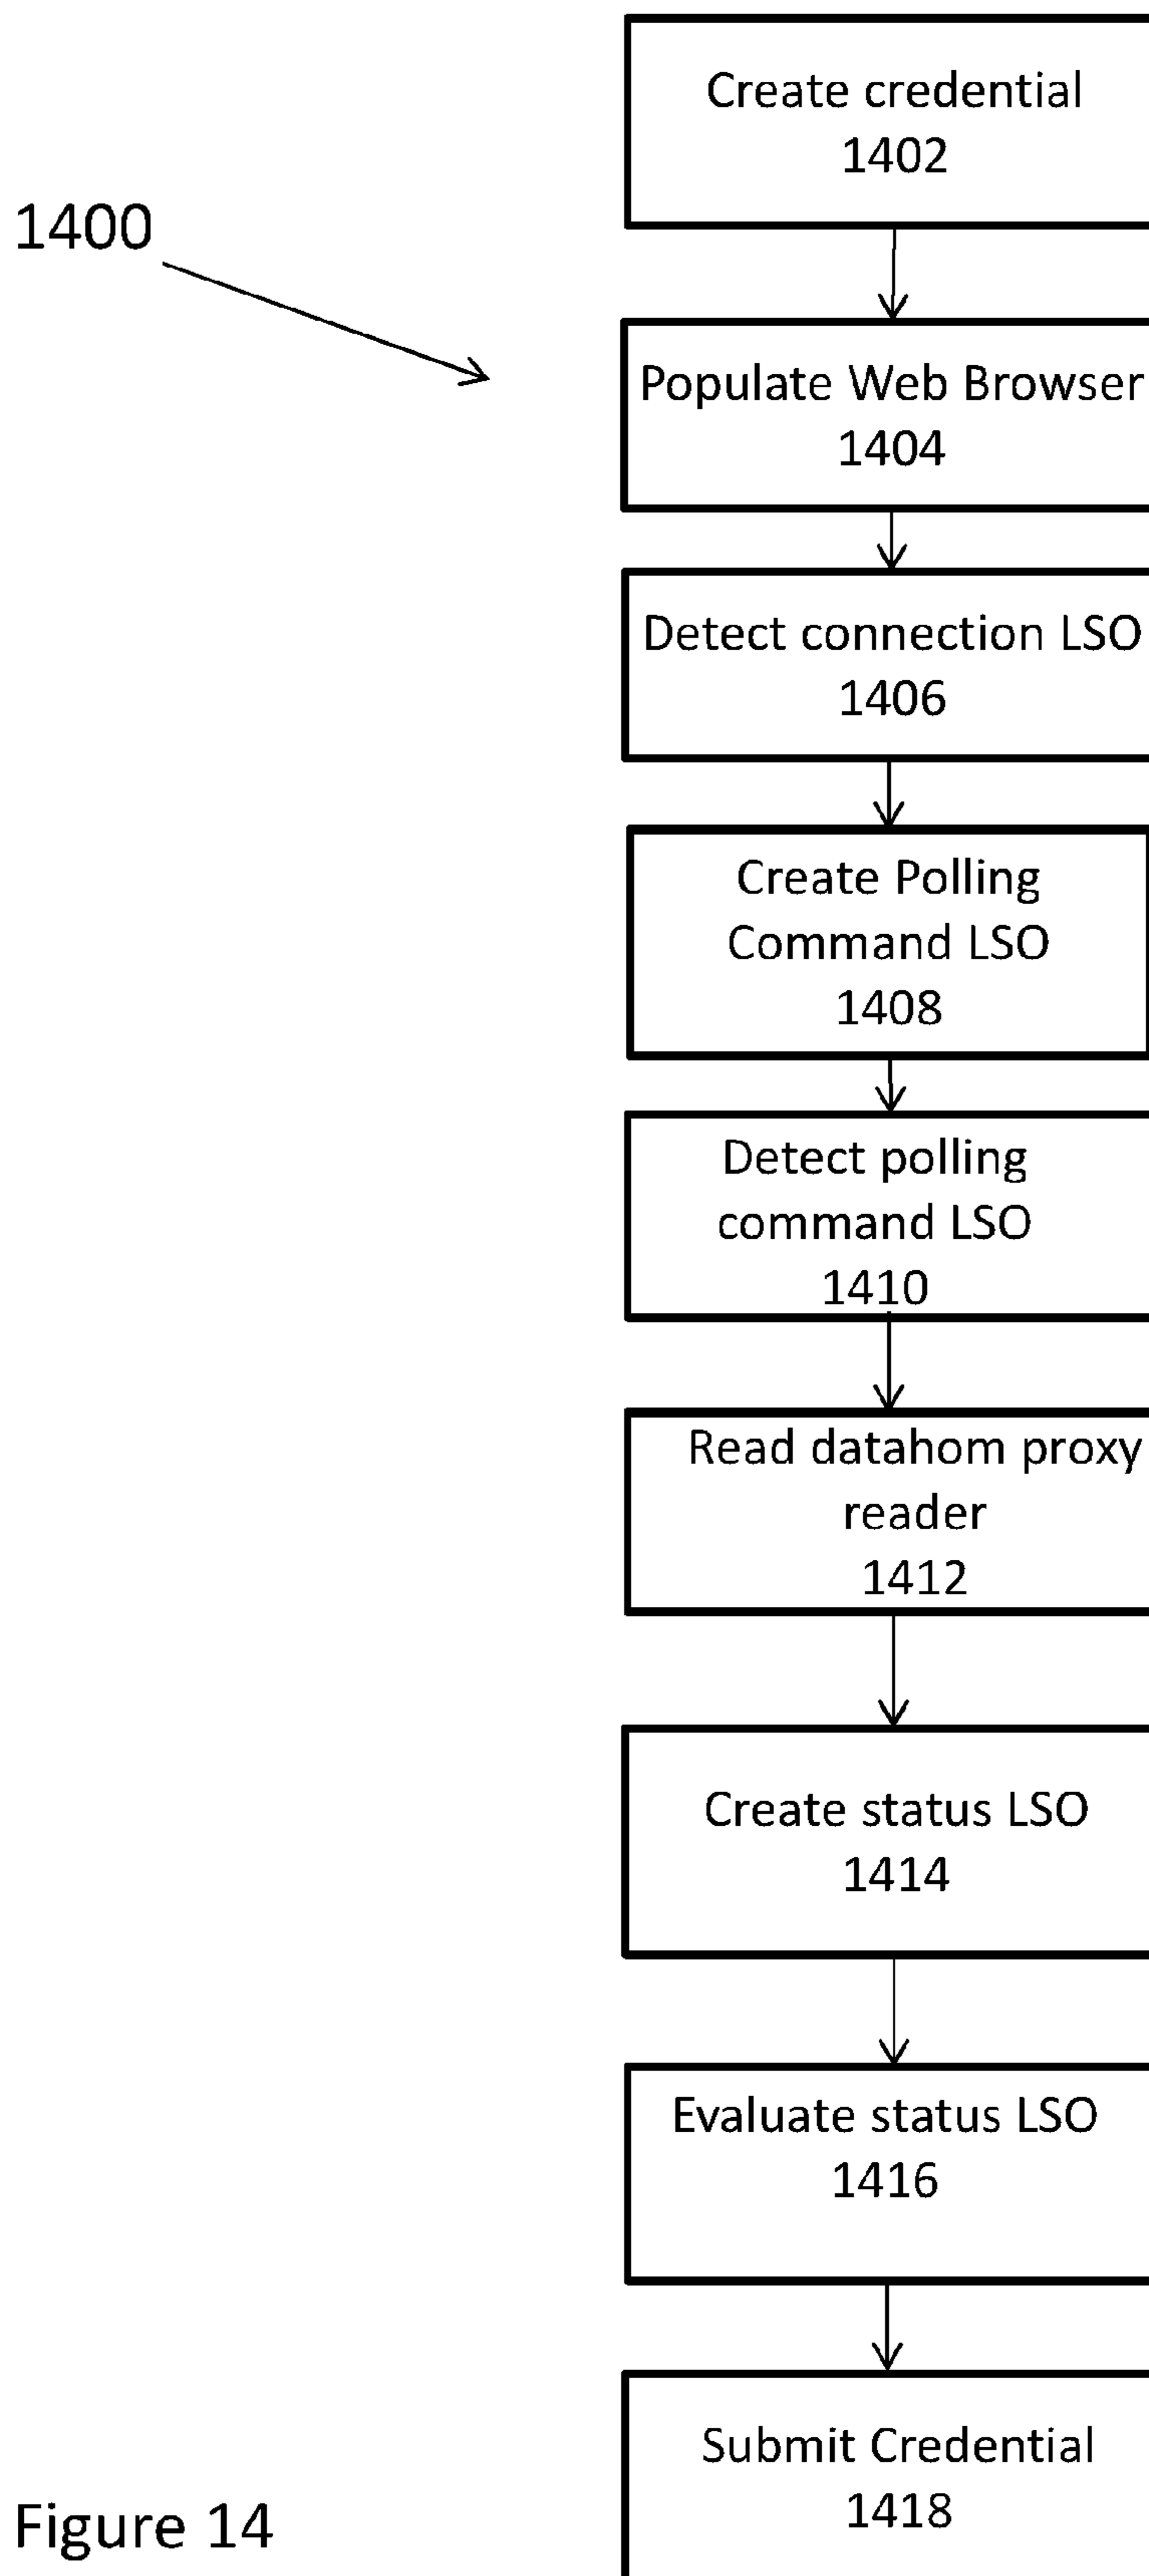 Create credential
1402
1400
Populate Web Browser
1404
Detect connection LSO
1406
Create Polling
Command LSO
1408
Detect polling
command LSO
1410
Read datahom proxy
reader
1412
Create status LSO
1414
Evaluate status LSO
1416
Submit Credential
1418
Figure 14